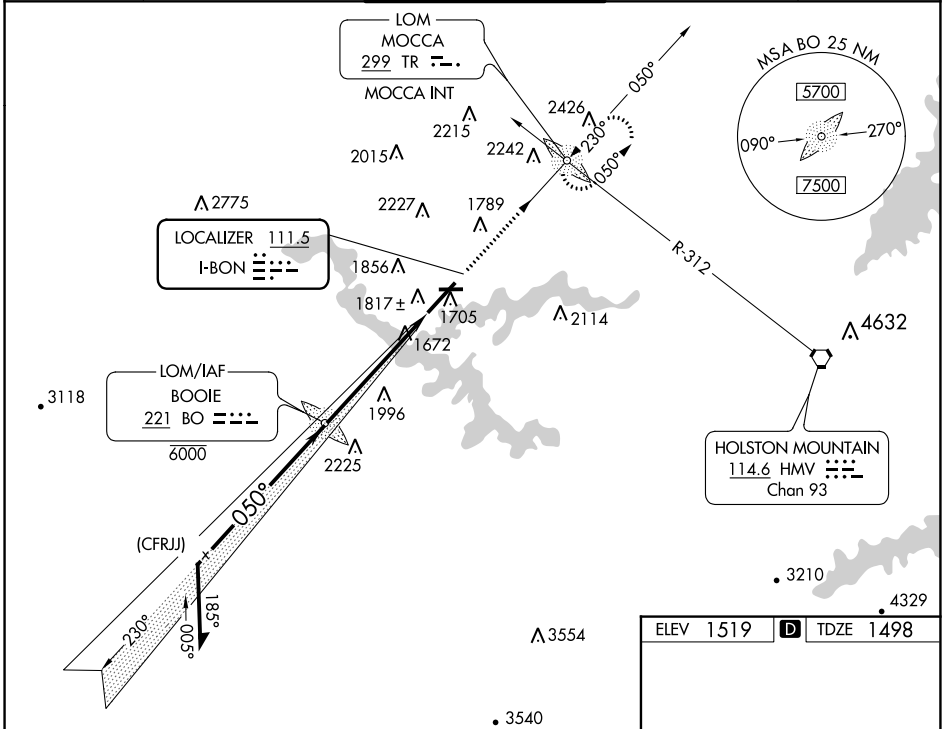 LOM
MOCCA
299 TR
MOCCA INT
050°
MSA BO 25 NM
5700
090°
270°
7500
2426
2215
230°
2242
2015
050°
2775
2227
1789
LOCALIZER 111.5
I-BON
1856
R-312
1817 ±
1705
2114
4632
1672
LOM/IAF
BOOIE
221 BO
6000
3118
1996
2225
HOLSTON MOUNTAIN
114.6 HMV
Chan 93
050°
(CFRJJ)
3210
185°
4329
230°
005°
3554
ELEV 1519 D TDZE 1498
3540